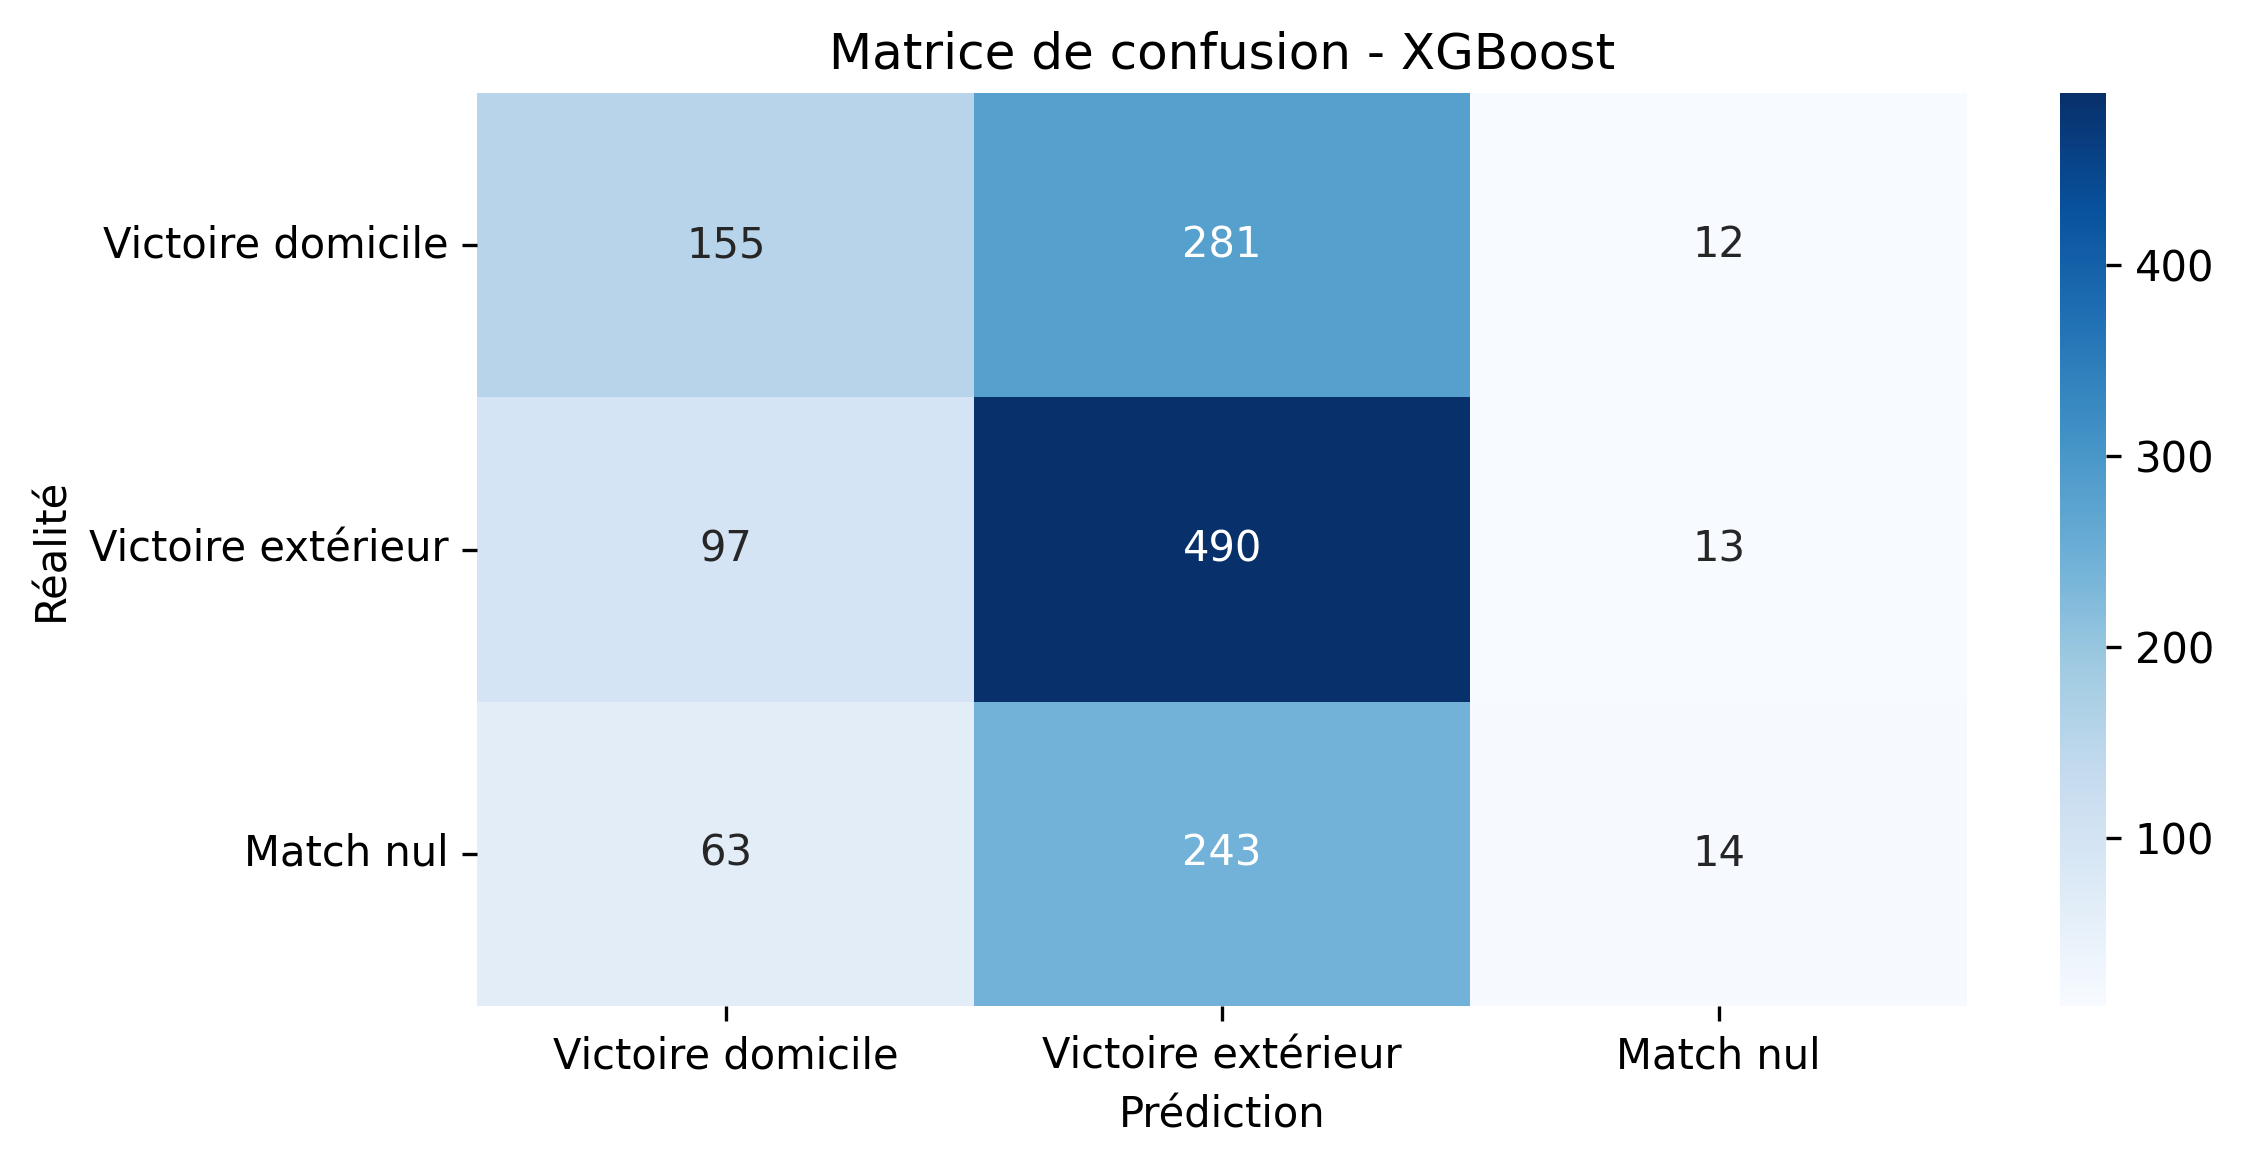 Matrice de confusion - XGBoost
Victoire domicile
155
281
12
Victoire extérieur
97
490
13
Match nul
63
243
14
Réalité
Victoire domicile
Victoire extérieur
Match nul
Prédiction
400
300
200
100